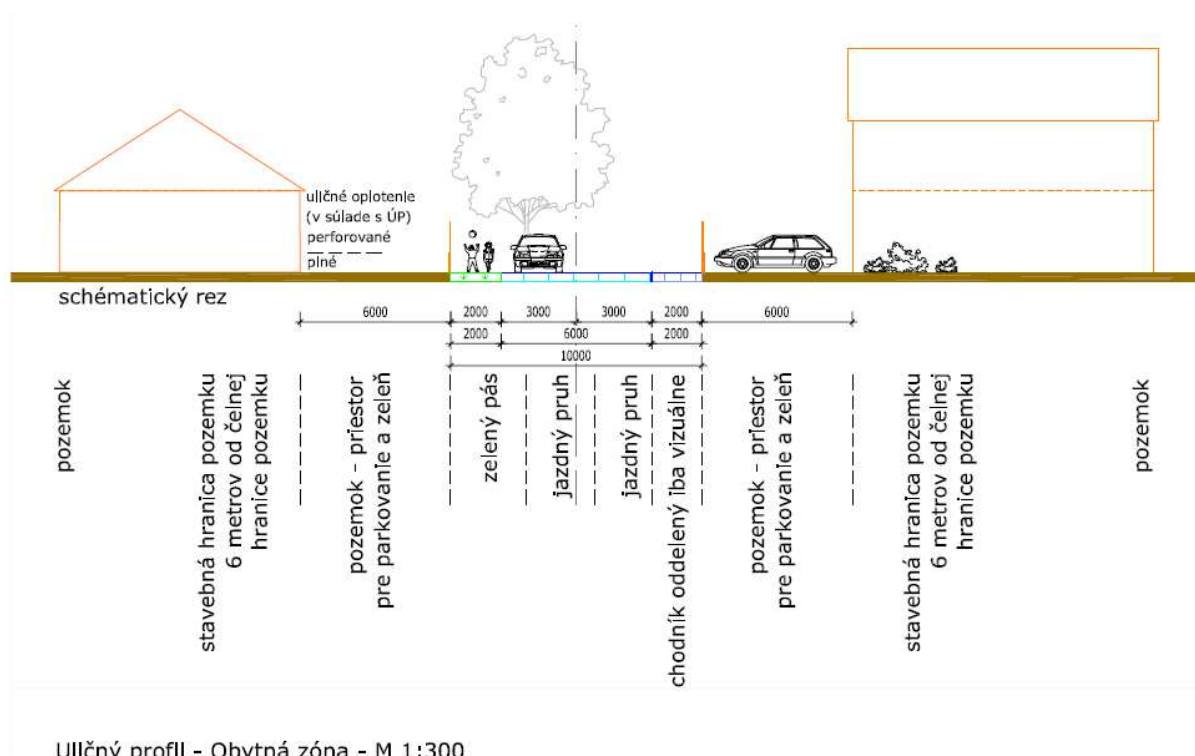 uličné oplotenie
(v súlade s ÚP)
perforované
plné
schématický rez
6000
2000
3000
3000
2000
6000
2000
6000
2000
10000
pozemok
stavebná hranica pozemku
6 metrov od čelnej
hranice pozemku
pozemok - priestor
pre parkovanie a zeleň
zelený pás
jazdný pruh
jazdný pruh
chodník oddelený iba vizuálne
pozemok - priestor
pre parkovanie a zeleň
stavebná hranica pozemku
6 metrov od čelnej
hranice pozemku
pozemok
Uličný profil - Obytná zóna - M 1:300